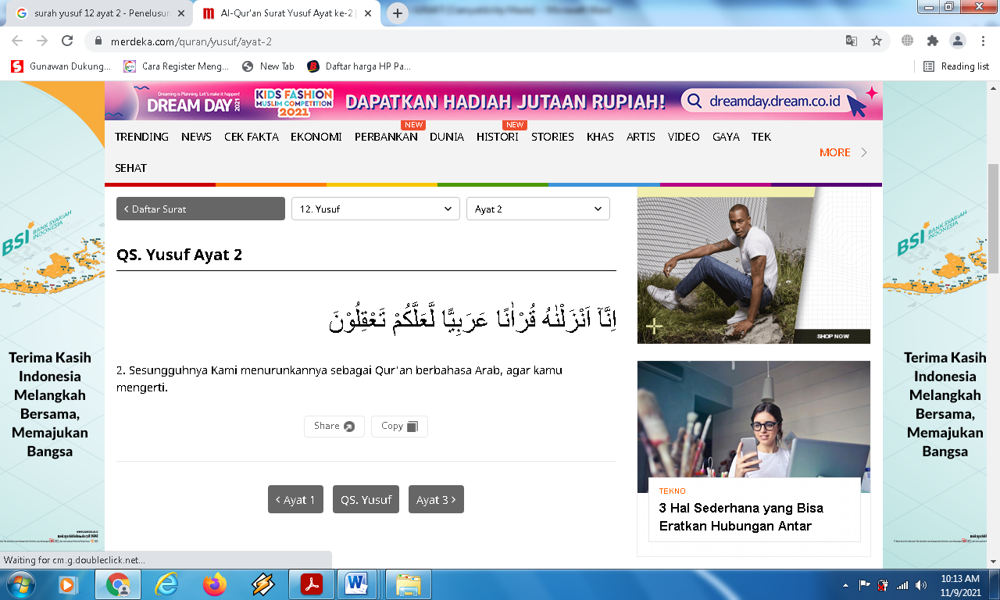 surah yusuf 12 ayat 2 - Penelusur
Al-Qur'an Surat Yusuf Ayat ke-2 |
merdeka.com/quran/yusuf/ayat-2
Gunawan Dukung...
Cara Register Meng...
New Tab
Daftar harga HP Pa...
Reading list
Dreaming is Planning. Let's make it happen!
DREAM DAY 2021
KIDS FASHION
MUSLIM COMPETITION
2021
DAPATKAN HADIAH JUTAAN RUPIAH!
dreamday.dream.co.id
NEW
NEW
TRENDING NEWS CEK FAKTA EKONOMI PERBANKAN DUNIA HISTORI STORIES KHAS ARTIS VIDEO GAYA TEK
MORE
SEHAT
Daftar Surat
12. Yusuf
Ayat 2
QS. Yusuf Ayat 2
اِنَّآ اَنْزَلْنٰهُ قُرْاٰنًا عَرَبِيًّا لَّعَلَّكُمْ تَعْقِلُوْنَ
2. Sesungguhnya Kami menurunkannya sebagai Qur'an berbahasa Arab, agar kamu
mengerti.
Share
Copy
Ayat 1
QS. Yusuf
Ayat 3
SHOP NOW
TEKNO
3 Hal Sederhana yang Bisa
Eratkan Hubungan Antar
BSI BANK SYARIAH
INDONESIA
Terima Kasih
Indonesia
Melangkah
Bersama,
Memajukan
Bangsa
BSI BANK SYARIAH
INDONESIA
Terima Kasih
Indonesia
Melangkah
Bersama,
Memajukan
Bangsa
Waiting for cm.g.doubleclick.net...
10:13 AM
11/9/2021